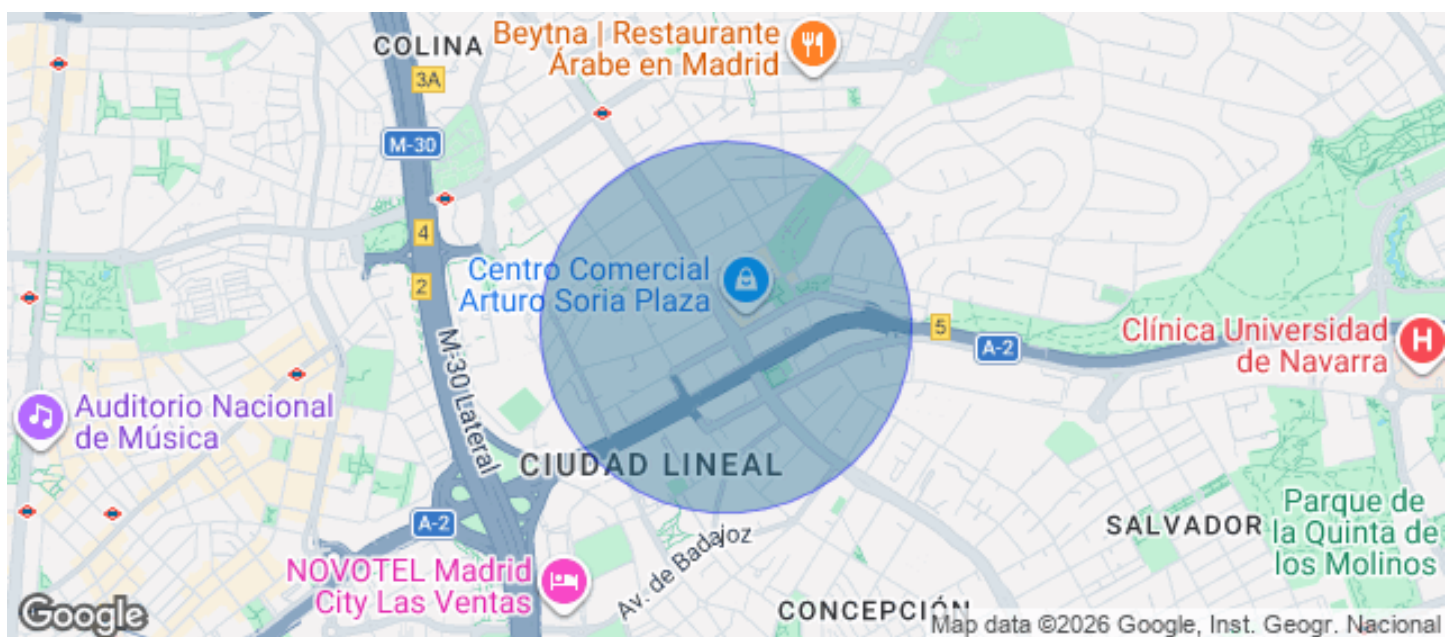 COLINA
Beytna | Restaurante
Árabe en Madrid
3A
M-30
4
2
Centro Comercial
Arturo Soria Plaza
5
A-2
Clínica Universidad
de Navarra
H
M-30 Lateral
Auditorio Nacional
de Música
CIUDAD LINEAL
A-2
Av. de Badajoz
SALVADOR
Parque de
la Quinta de
los Molinos
NOVOTEL Madrid
City Las Ventas
CONCEPCIÓN
Google
Map data ©2026 Google, Inst. Geogr. Nacional